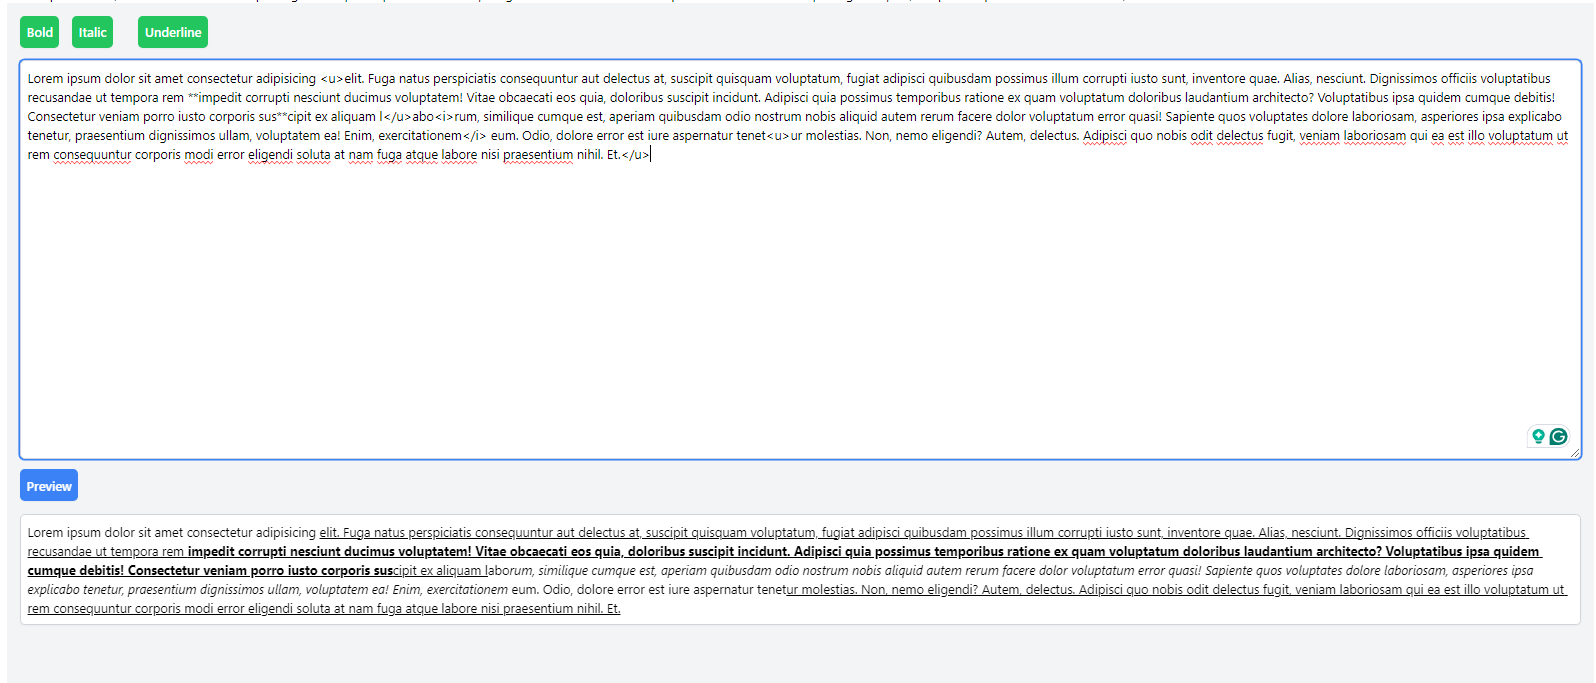 Bold Italic Underline
Lorem ipsum dolor sit amet consectetur adipisicing <u>elit. Fuga natus perspiciatis consequuntur aut delectus at, suscipit quisquam voluptatum, fugiat adipisci quibusdam possimus illum corrupti iusto sunt, inventore quae. Alias, nesciunt. Dignissimos officiis voluptatibus
recusandae ut tempora rem **impedit corrupti nesciunt ducimus voluptatem! Vitae obcaecati eos quia, doloribus suscipit incidunt. Adipisci quia possimus temporibus ratione ex quam voluptatum doloribus laudantium architecto? Voluptatibus ipsa quidem cumque debitis!
Consectetur veniam porro iusto corporis sus**cipit ex aliquam l</u>abo<i>rum, similique cumque est, aperiam quibusdam odio nostrum nobis aliquid autem rerum facere dolor voluptatum error quasi! Sapiente quos voluptates dolore laboriosam, asperiores ipsa explicabo
tenetur, praesentium dignissimos ullam, voluptatem ea! Enim, exercitationem</i> eum. Odio, dolore error est iure aspernatur tenet<u>ur molestias. Non, nemo eligendi? Autem, delectus. Adipisci quo nobis odit delectus fugit, veniam laboriosam qui ea est illo voluptatum ut
rem consequuntur corporis modi error eligendi soluta at nam fuga atque labore nisi praesentium nihil. Et.</u>
Preview
Lorem ipsum dolor sit amet consectetur adipisicing elit. Fuga natus perspiciatis consequuntur aut delectus at, suscipit quisquam voluptatum, fugiat adipisci quibusdam possimus illum corrupti iusto sunt, inventore quae. Alias, nesciunt. Dignissimos officiis voluptatibus
recusandae ut tempora rem impedit corrupti nesciunt ducimus voluptatem! Vitae obcaecati eos quia, doloribus suscipit incidunt. Adipisci quia possimus temporibus ratione ex quam voluptatum doloribus laudantium architecto? Voluptatibus ipsa quidem
cumque debitis! Consectetur veniam porro iusto corporis suscipit ex aliquam laborum, similique cumque est, aperiam quibusdam odio nostrum nobis aliquid autem rerum facere dolor voluptatum error quasi! Sapiente quos voluptates dolore laboriosam, asperiores ipsa
explicabo tenetur, praesentium dignissimos ullam, voluptatem ea! Enim, exercitationem eum. Odio, dolore error est iure aspernatur tenetur molestias. Non, nemo eligendi? Autem, delectus. Adipisci quo nobis odit delectus fugit, veniam laboriosam qui ea est illo voluptatum ut
rem consequuntur corporis modi error eligendi soluta at nam fuga atque labore nisi praesentium nihil. Et.